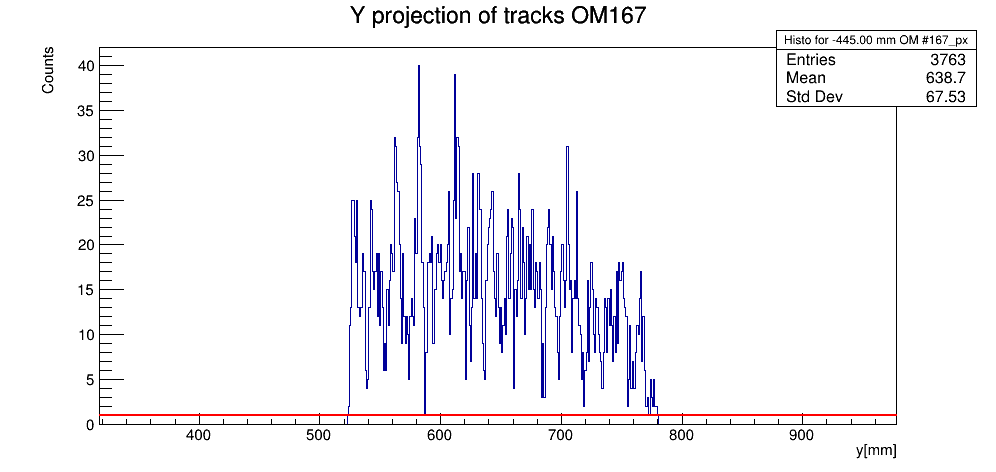 Y projection of tracks OM167
Histo for -445.00 mm OM #167_px
Entries 3763
Mean 638.7
Std Dev 67.53
Counts
40
35
30
25
20
15
10
5
0
400 500 600 700 800 900
y[mm]